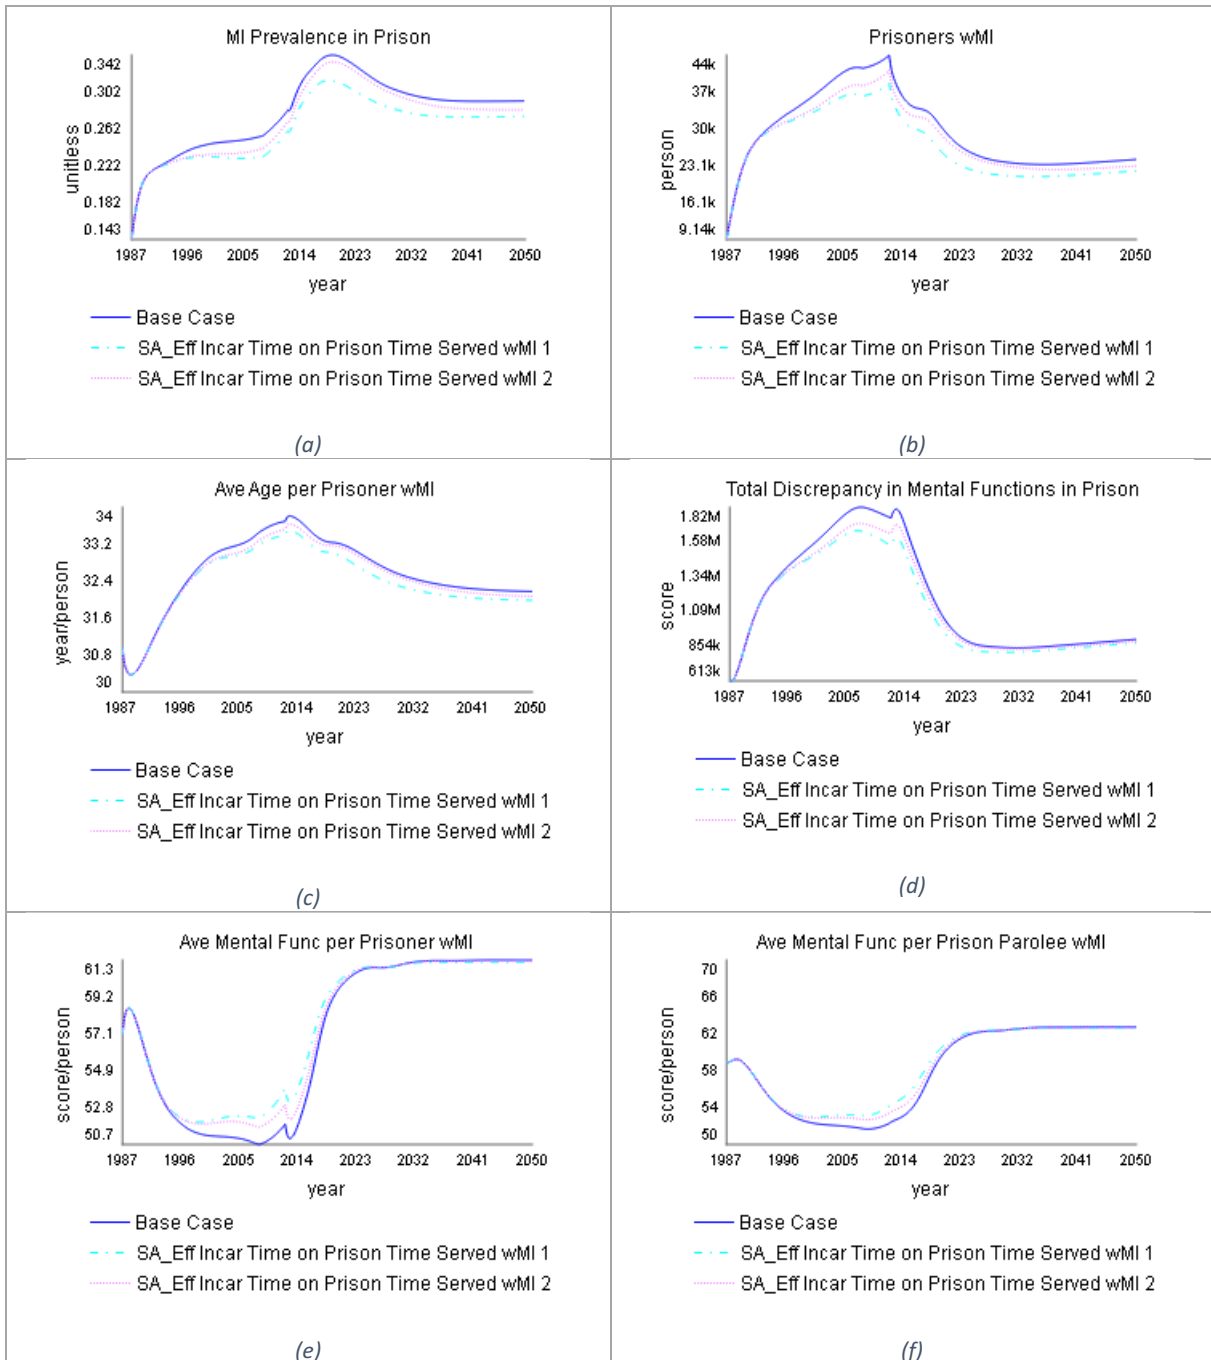 MI Prevalence in Prison
0.342
0.302
0.262
0.222
0.182
0.143
unitless
1987 1996 2005 2014 2023 2032 2041 2050
year
Base Case
SA_Eff Incar Time on Prison Time Served wMI 1
SA_Eff Incar Time on Prison Time Served wMI 2
(a)
Prisoners wMI
44k
37k
30k
23.1k
16.1k
9.14k
person
1987 1996 2005 2014 2023 2032 2041 2050
year
Base Case
SA_Eff Incar Time on Prison Time Served wMI 1
SA_Eff Incar Time on Prison Time Served wMI 2
(b)
Ave Age per Prisoner wMI
34
33.2
32.4
31.6
30.8
30
year/person
1987 1996 2005 2014 2023 2032 2041 2050
year
Base Case
SA_Eff Incar Time on Prison Time Served wMI 1
SA_Eff Incar Time on Prison Time Served wMI 2
(c)
Total Discrepancy in Mental Functions in Prison
1.82M
1.58M
1.34M
1.09M
854k
613k
score
1987 1996 2005 2014 2023 2032 2041 2050
year
Base Case
SA_Eff Incar Time on Prison Time Served wMI 1
SA_Eff Incar Time on Prison Time Served wMI 2
(d)
Ave Mental Func per Prisoner wMI
61.3
59.2
57.1
54.9
52.8
50.7
score/person
1987 1996 2005 2014 2023 2032 2041 2050
year
Base Case
SA_Eff Incar Time on Prison Time Served wMI 1
SA_Eff Incar Time on Prison Time Served wMI 2
(e)
Ave Mental Func per Prison Parolee wMI
70
66
62
58
54
50
score/person
1987 1996 2005 2014 2023 2032 2041 2050
year
Base Case
SA_Eff Incar Time on Prison Time Served wMI 1
SA_Eff Incar Time on Prison Time Served wMI 2
(f)